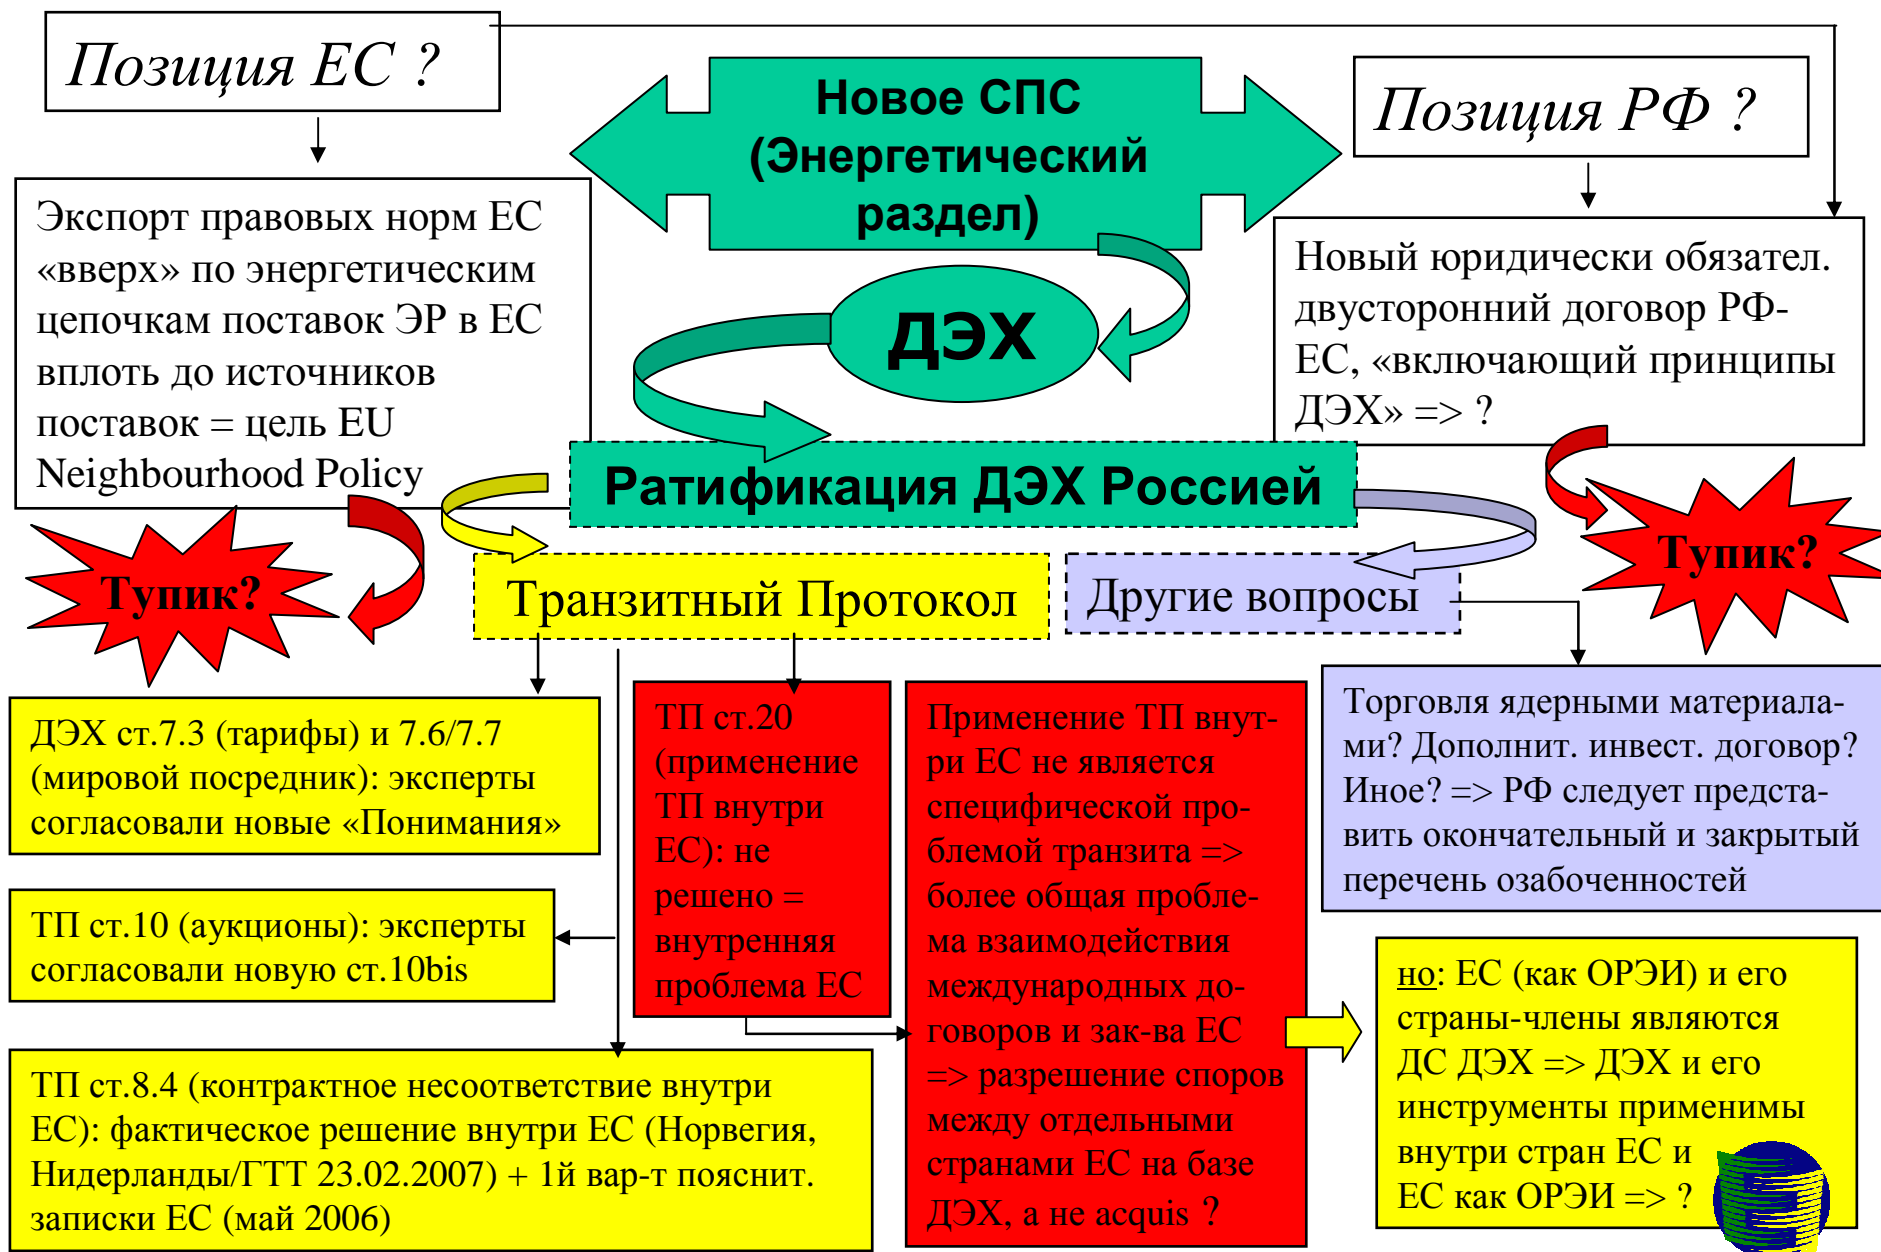 Позиция ЕС ?
Новое СПС
(Энергетический
раздел)
Позиция РФ ?
Экспорт правовых норм ЕС
«вверх» по энергетическим
цепочкам поставок ЭР в ЕС
вплоть до источников
поставок = цель EU
Neighbourhood Policy
ДЭХ
Новый юридически обязател.
двусторонний договор РФ-
ЕС, «включающий принципы
ДЭХ» => ?
Ратификация ДЭХ Россией
Тупик?
Тупик?
Транзитный Протокол
Другие вопросы
ДЭХ ст.7.3 (тарифы) и 7.6/7.7
(мировой посредник): эксперты
согласовали новые «Понимания»
ТП ст.10 (аукционы): эксперты
согласовали новую ст.10bis
ТП ст.8.4 (контрактное несоответствие внутри
ЕС): фактическое решение внутри ЕС (Норвегия,
Нидерланды/ГТТ 23.02.2007) + 1й вар-т пояснит.
записки ЕС (май 2006)
ТП ст.20
(применение
ТП внутри
ЕС): не
решено =
внутренняя
проблема ЕС
Применение ТП внут-
ри ЕС не является
специфической про-
блемой транзита =>
более общая пробле-
ма взаимодействия
международных до-
говоров и зак-ва ЕС
=> разрешение споров
между отдельными
странами ЕС на базе
ДЭХ, а не acquis ?
Торговля ядерными материала-
ми? Дополнит. инвест. договор?
Иное? => РФ следует предста-
вить окончательный и закрытый
перечень озабоченностей
но: ЕС (как ОРЭИ) и его
страны-члены являются
ДС ДЭХ => ДЭХ и его
инструменты применимы
внутри стран ЕС и
ЕС как ОРЭИ => ?